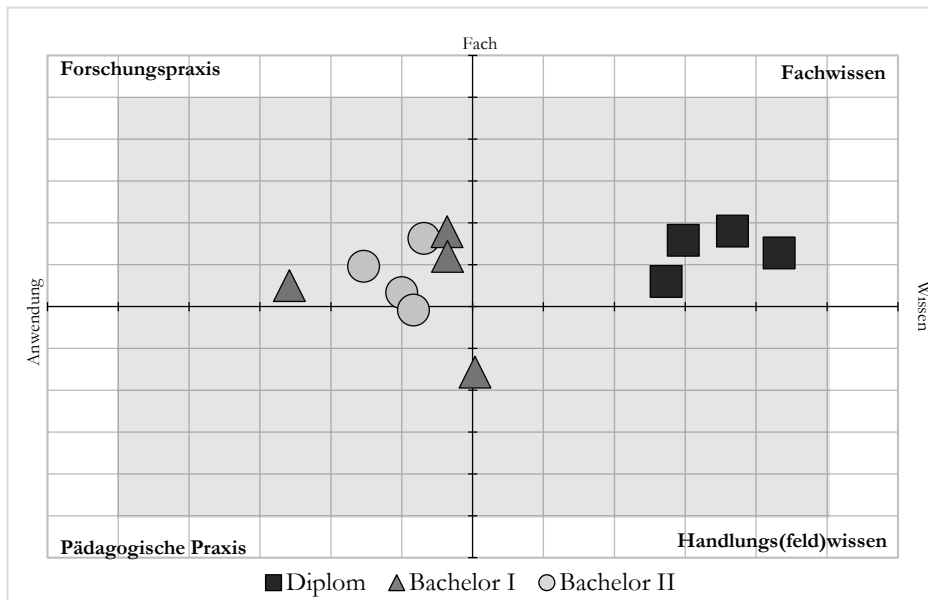 Fach
Forschungspraxis
Fachwissen
Anwendung
Wissen
Pädagogische Praxis
Handlungs(feld)wissen
Diplom
Bachelor I
Bachelor II